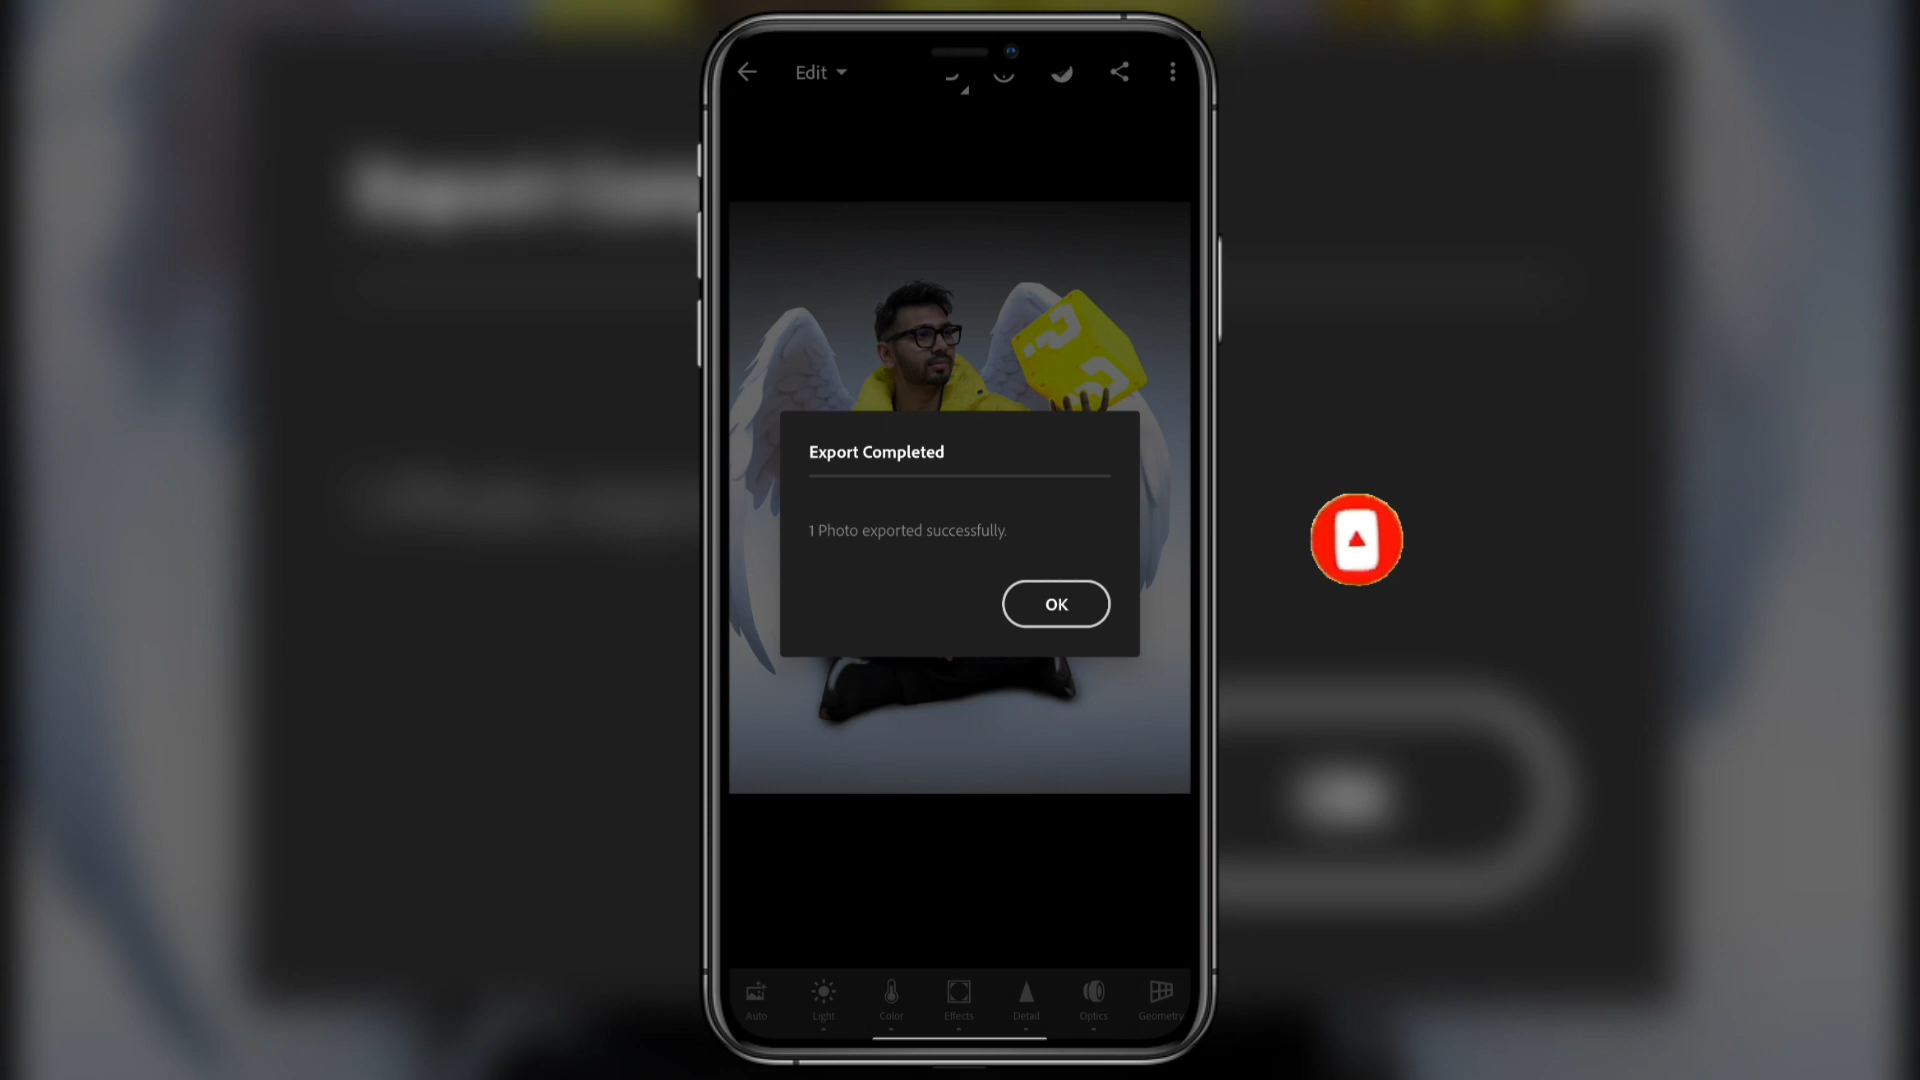 Edit
Export Completed
1 Photo exported successfully.
OK
Auto Light Color Effects Detail Optics Geometry